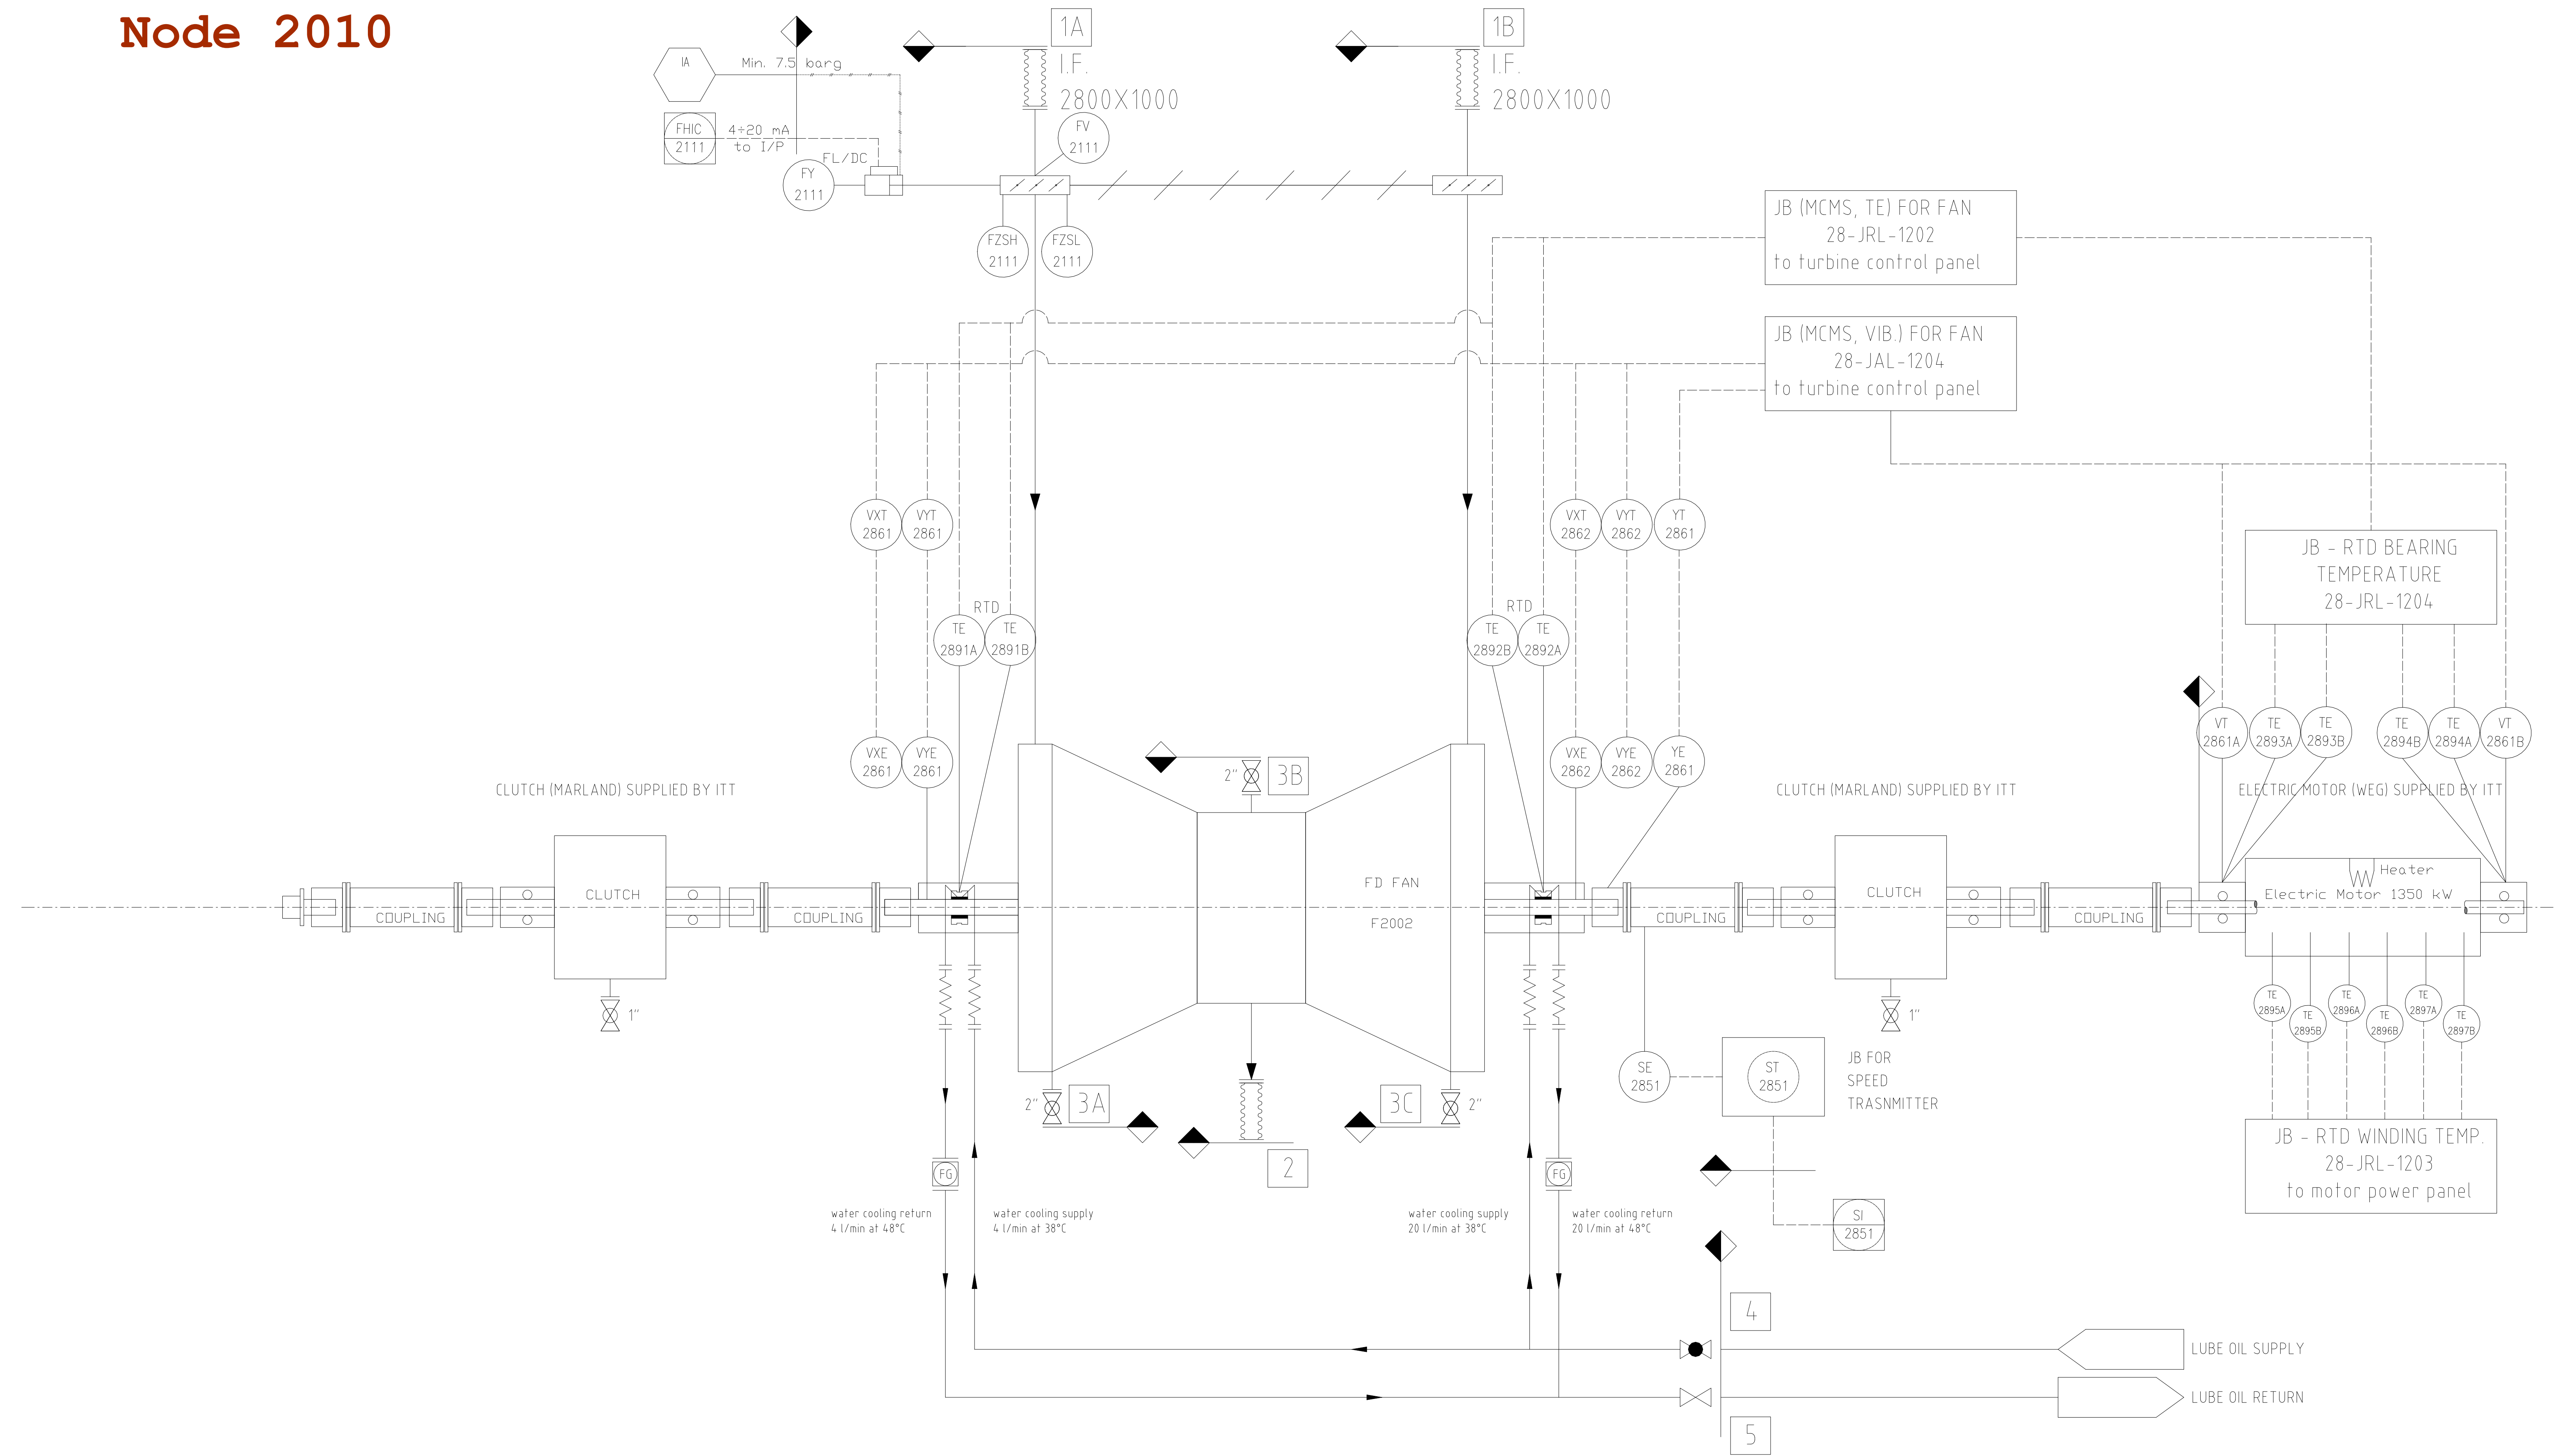 Node 2010
1A
I.F.
2800X1000
1B
I.F.
2800X1000
IA
Min. 7.5 barg
FHIC
2111
4÷20 mA
to I/P
FL/DC
FY
2111
FV
2111
FZSH
2111
FZSL
2111
JB (MCMS, TE) FOR FAN
28-JRL-1202
to turbine control panel
JB (MCMS, VIB.) FOR FAN
28-JAL-1204
to turbine control panel
VXT
2861
VYT
2861
VXT
2862
VYT
2862
YT
2861
JB - RTD BEARING
TEMPERATURE
28-JRL-1204
RTD
TE
2891A
TE
2891B
RTD
TE
2892B
TE
2892A
VXE
2861
VYE
2861
VXE
2862
VYE
2862
YE
2861
VT
2861A
TE
2893A
TE
2893B
TE
2894B
TE
2894A
VT
2861B
2"
3B
CLUTCH (MARLAND) SUPPLIED BY ITT
CLUTCH (MARLAND) SUPPLIED BY ITT
ELECTRIC MOTOR (WEG) SUPPLIED BY ITT
COUPLING
CLUTCH
COUPLING
FD FAN
F2002
COUPLING
CLUTCH
COUPLING
Heater
Electric Motor 1350 kW
1"
1"
TE
2895A
TE
2895B
TE
2896A
TE
2896B
TE
2897A
TE
2897B
2"
3A
3C
2"
2
SE
2851
ST
2851
JB FOR
SPEED
TRASNMITTER
JB - RTD WINDING TEMP.
28-JRL-1203
to motor power panel
FG
FG
water cooling return
4 l/min at 48°C
water cooling supply
4 l/min at 38°C
water cooling supply
20 l/min at 38°C
water cooling return
20 l/min at 48°C
SI
2851
4
LUBE OIL SUPPLY
LUBE OIL RETURN
5